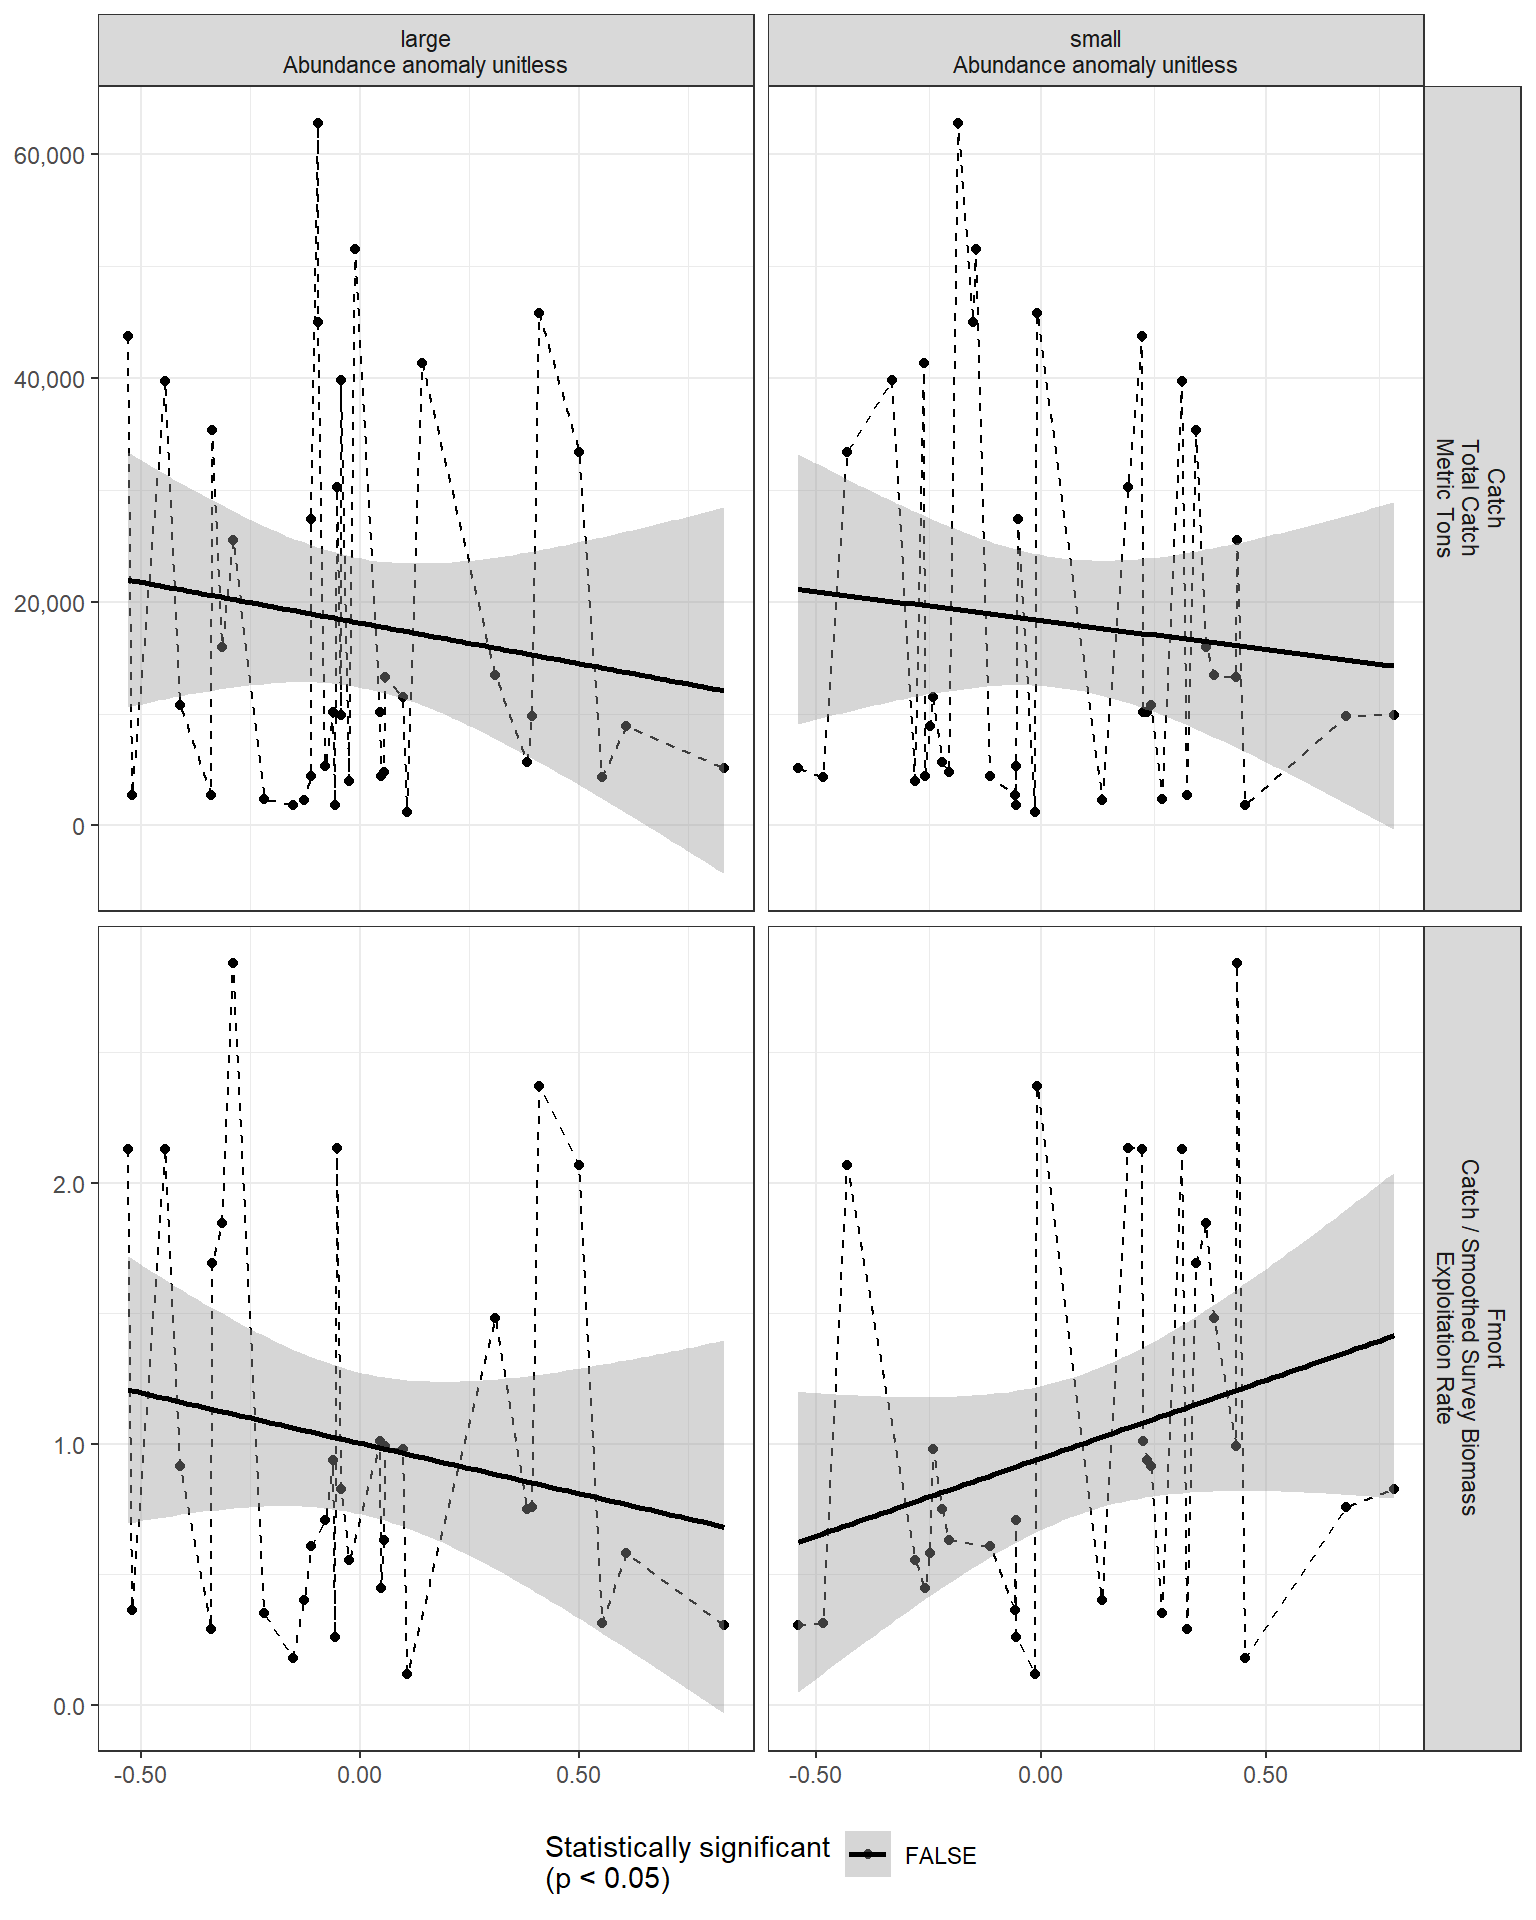 large
Abundance anomaly unitless
small
Abundance anomaly unitless
60,000
40,000
20,000
0
Catch
Total Catch
Metric Tons
2.0
1.0
0.0
Fmort
Catch / Smoothed Survey Biomass
Exploitation Rate
-0.50
0.00
0.50
-0.50
0.00
0.50
Statistically significant
(p < 0.05)
FALSE